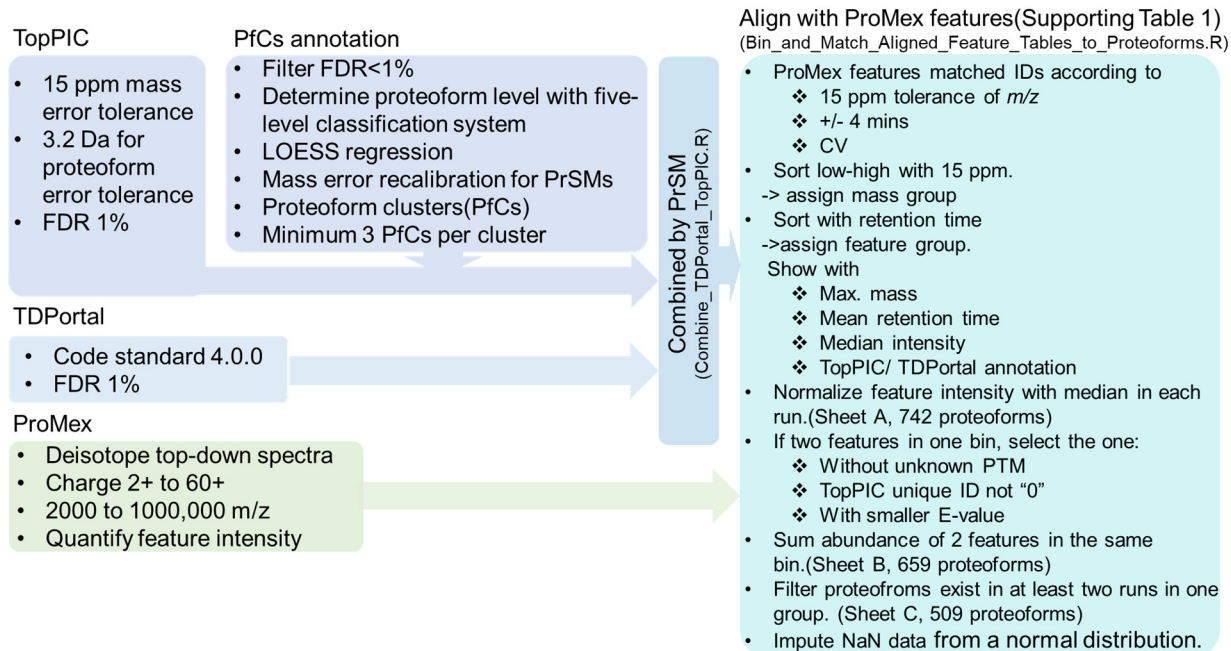 TopPIC
• 15 ppm mass
error tolerance
• 3.2 Da for
proteoform
error tolerance
• FDR 1%
PfCs annotation
• Filter FDR<1%
• Determine proteoform level with five-
level classification system
• LOESS regression
• Mass error recalibration for PrSMs
• Proteoform clusters(PfCs)
• Minimum 3 PfCs per cluster
TDPortal
• Code standard 4.0.0
• FDR 1%
ProMex
• Deisotope top-down spectra
• Charge 2+ to 60+
• 2000 to 1000,000 m/z
• Quantify feature intensity
Combined by PrSM
(Combine_TDPortal_TopPIC.R)
Align with ProMex features(Supporting Table 1)
(Bin_and_Match_Aligned_Feature_Tables_to_Proteoforms.R)
• ProMex features matched IDs according to
❖ 15 ppm tolerance of m/z
❖ +/- 4 mins
❖ CV
• Sort low-high with 15 ppm.
-> assign mass group
• Sort with retention time
->assign feature group.
Show with
❖ Max. mass
❖ Mean retention time
❖ Median intensity
❖ TopPIC/ TDPortal annotation
• Normalize feature intensity with median in each
run.(Sheet A, 742 proteoforms)
• If two features in one bin, select the one:
❖ Without unknown PTM
❖ TopPIC unique ID not “0”
❖ With smaller E-value
• Sum abundance of 2 features in the same
bin.(Sheet B, 659 proteoforms)
• Filter proteofroms exist in at least two runs in one
group. (Sheet C, 509 proteoforms)
• Impute NaN data from a normal distribution.